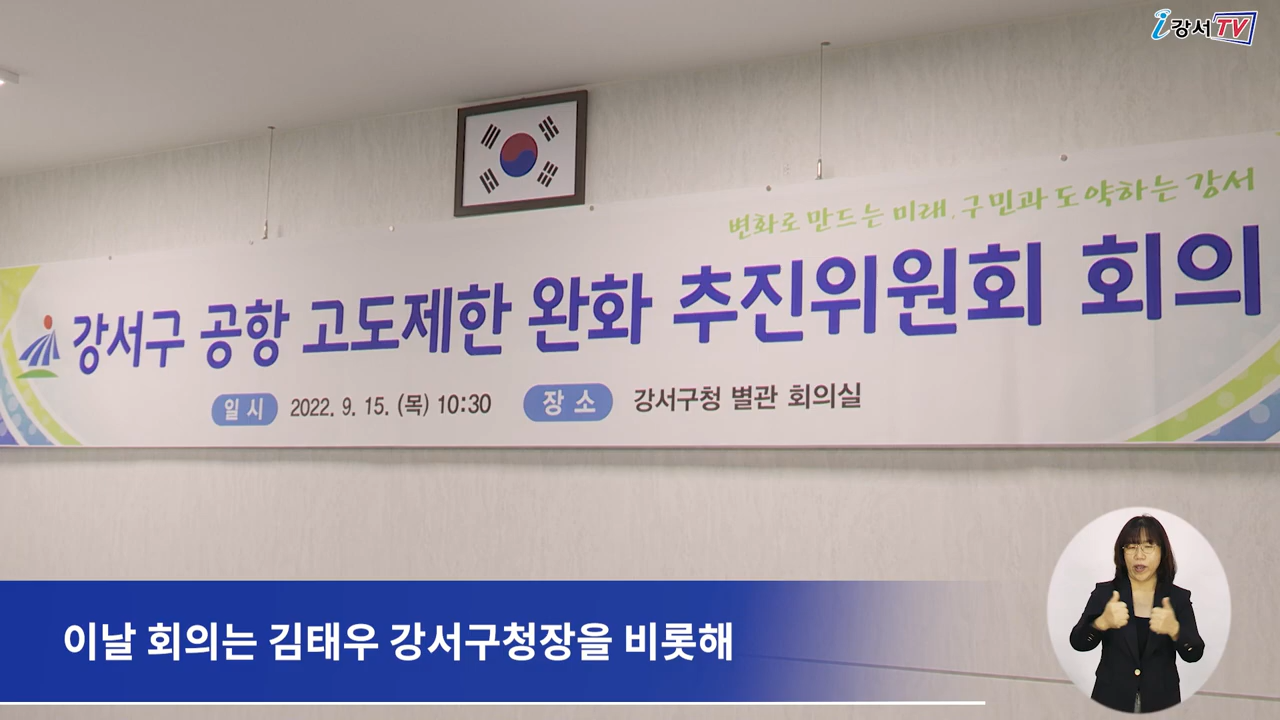 i강서TV
변화로 만드는 미래, 구민과 도약하는 강서
강서구 공항 고도제한 완화 추진위원회 회의
일시 2022. 9. 15. (목) 10:30 장소 강서구청 별관 회의실
이날 회의는 김태우 강서구청장을 비롯해